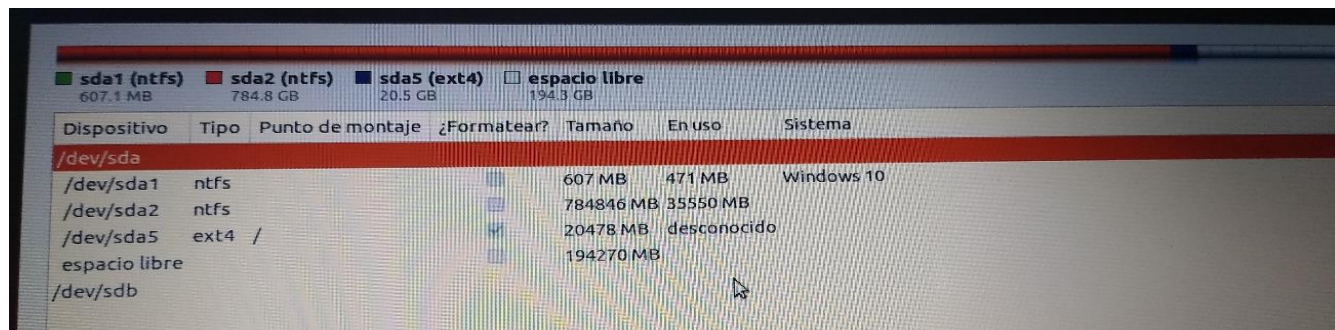 sda1 (ntfs) sda2 (ntfs) sda5 (ext4) espacio libre
607.1 MB 784.8 GB 20.5 GB 194.3 GB
Dispositivo Tipo Punto de montaje ¿Formatear? Tamaño En uso Sistema
/dev/sda
/dev/sda1 ntfs 607 MB 471 MB Windows 10
/dev/sda2 ntfs 784846 MB 35550 MB
/dev/sda5 ext4 / 20478 MB desconocido
espacio libre 194270 MB
/dev/sdb